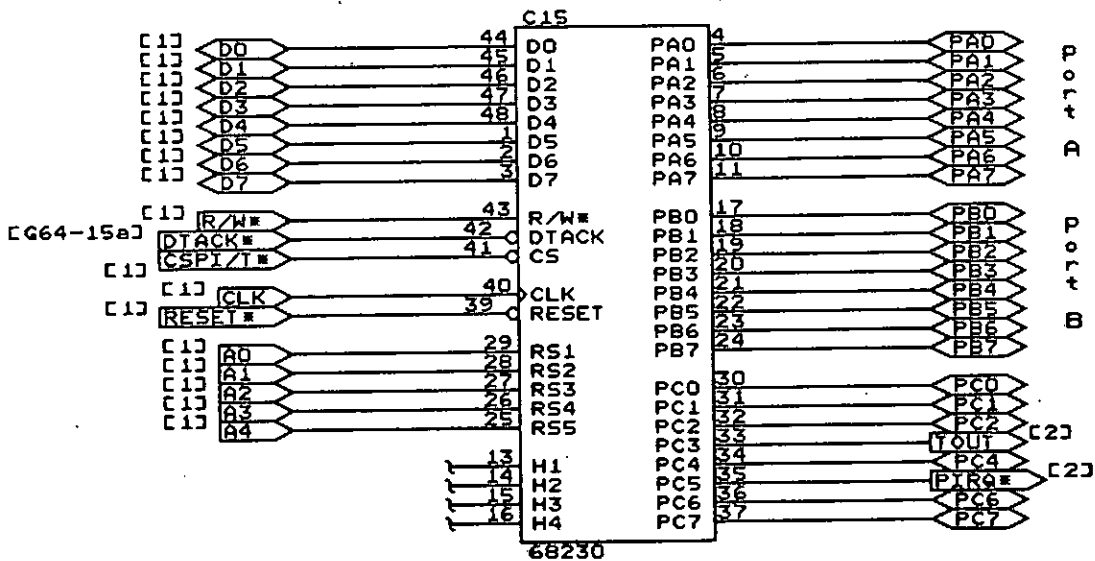 C15
[1] D0 44 D0 PA0 4 PA0
[1] D1 45 D1 PA1 5 PA1
[1] D2 46 D2 PA2 6 PA2
[1] D3 47 D3 PA3 7 PA3
[1] D4 48 D4 PA4 8 PA4
[1] D5 1 D5 PA5 9 PA5
[1] D6 2 D6 PA6 10 PA6
[1] D7 3 D7 PA7 11 PA7
Port A
[1] R/W* 43 R/W* PB0 17 PB0
[G64-15a] DTACK* 42 DTACK PB1 18 PB1
[1] CSPI/T* 41 CS PB2 19 PB2
PB3 20 PB3
[1] CLK 40 CLK PB4 21 PB4
[1] RESET* 39 RESET PB5 22 PB5
PB6 23 PB6
PB7 24 PB7
Port B
[1] A0 29 RS1
[1] A1 28 RS2
[1] A2 27 RS3
[1] A3 26 RS4
[1] A4 25 RS5
PC0 30 PC0
PC1 31 PC1
PC2 32 PC2
PC3 33 TOUT [2]
PC4 34 PC4
PC5 35 PIRQ* [2]
PC6 36 PC6
PC7 37 PC7
13 H1
14 H2
15 H3
16 H4
68230